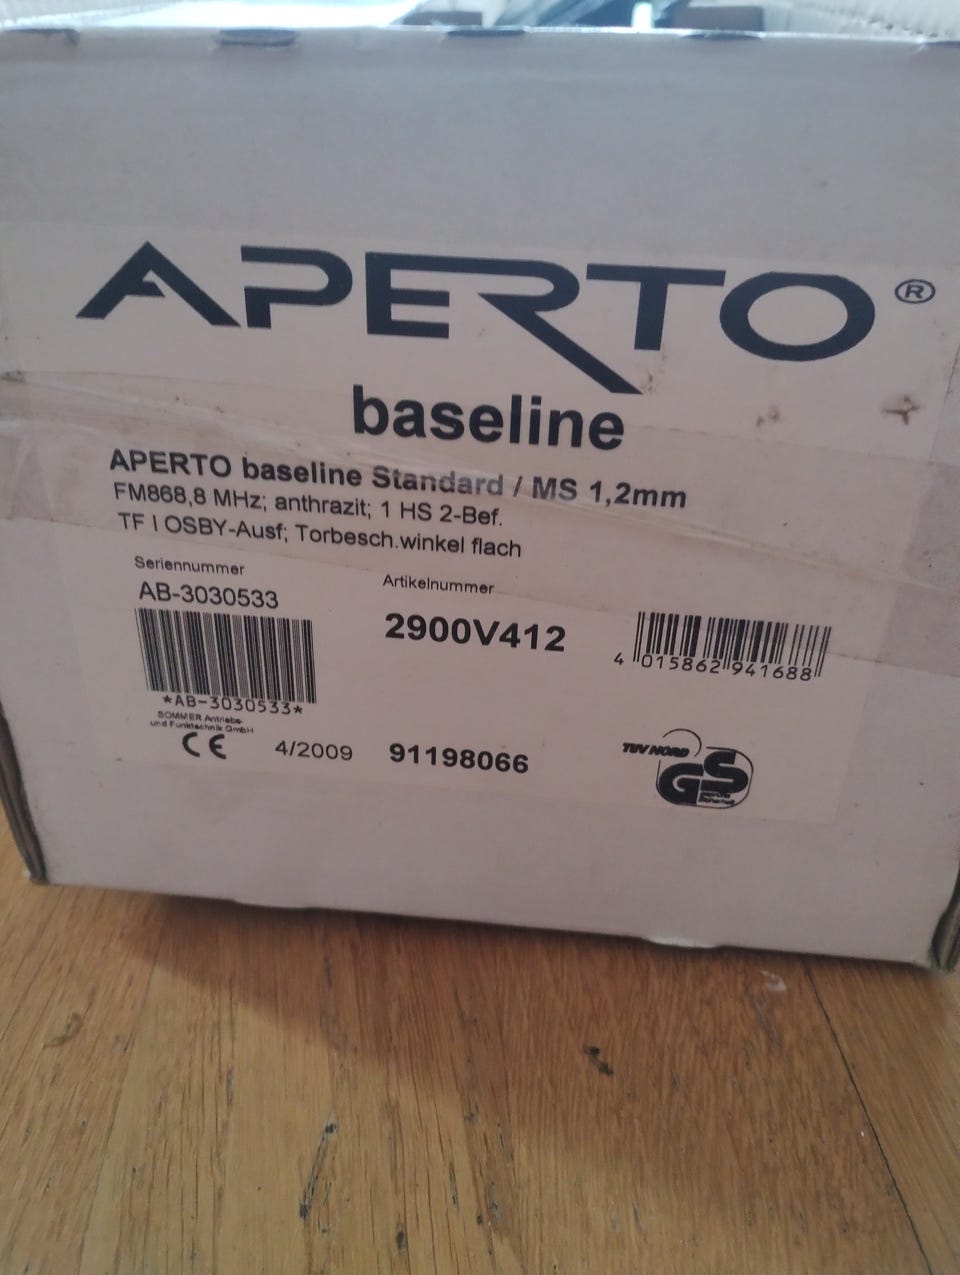 APERTO ®
baseline
APERTO baseline Standard / MS 1,2mm
FM868,8 MHz; anthrazit; 1 HS 2-Bef.
TF I OSBY-Ausf; Torbesch.winkel flach
Seriennummer
AB-3030533
Artikelnummer
2900V412
4 015862 941688
*AB-3030533*
SOMMER Antriebs-
und Funktechnik GmbH
CE 4/2009 91198066
TÜV NORD
GS
geprüfte
Sicherheit